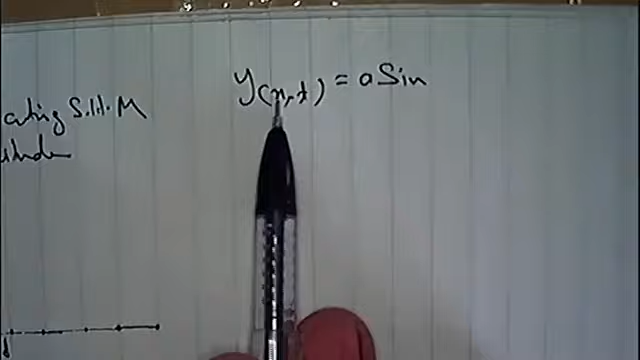 y(x,t) = a Sin
ating S.H.M